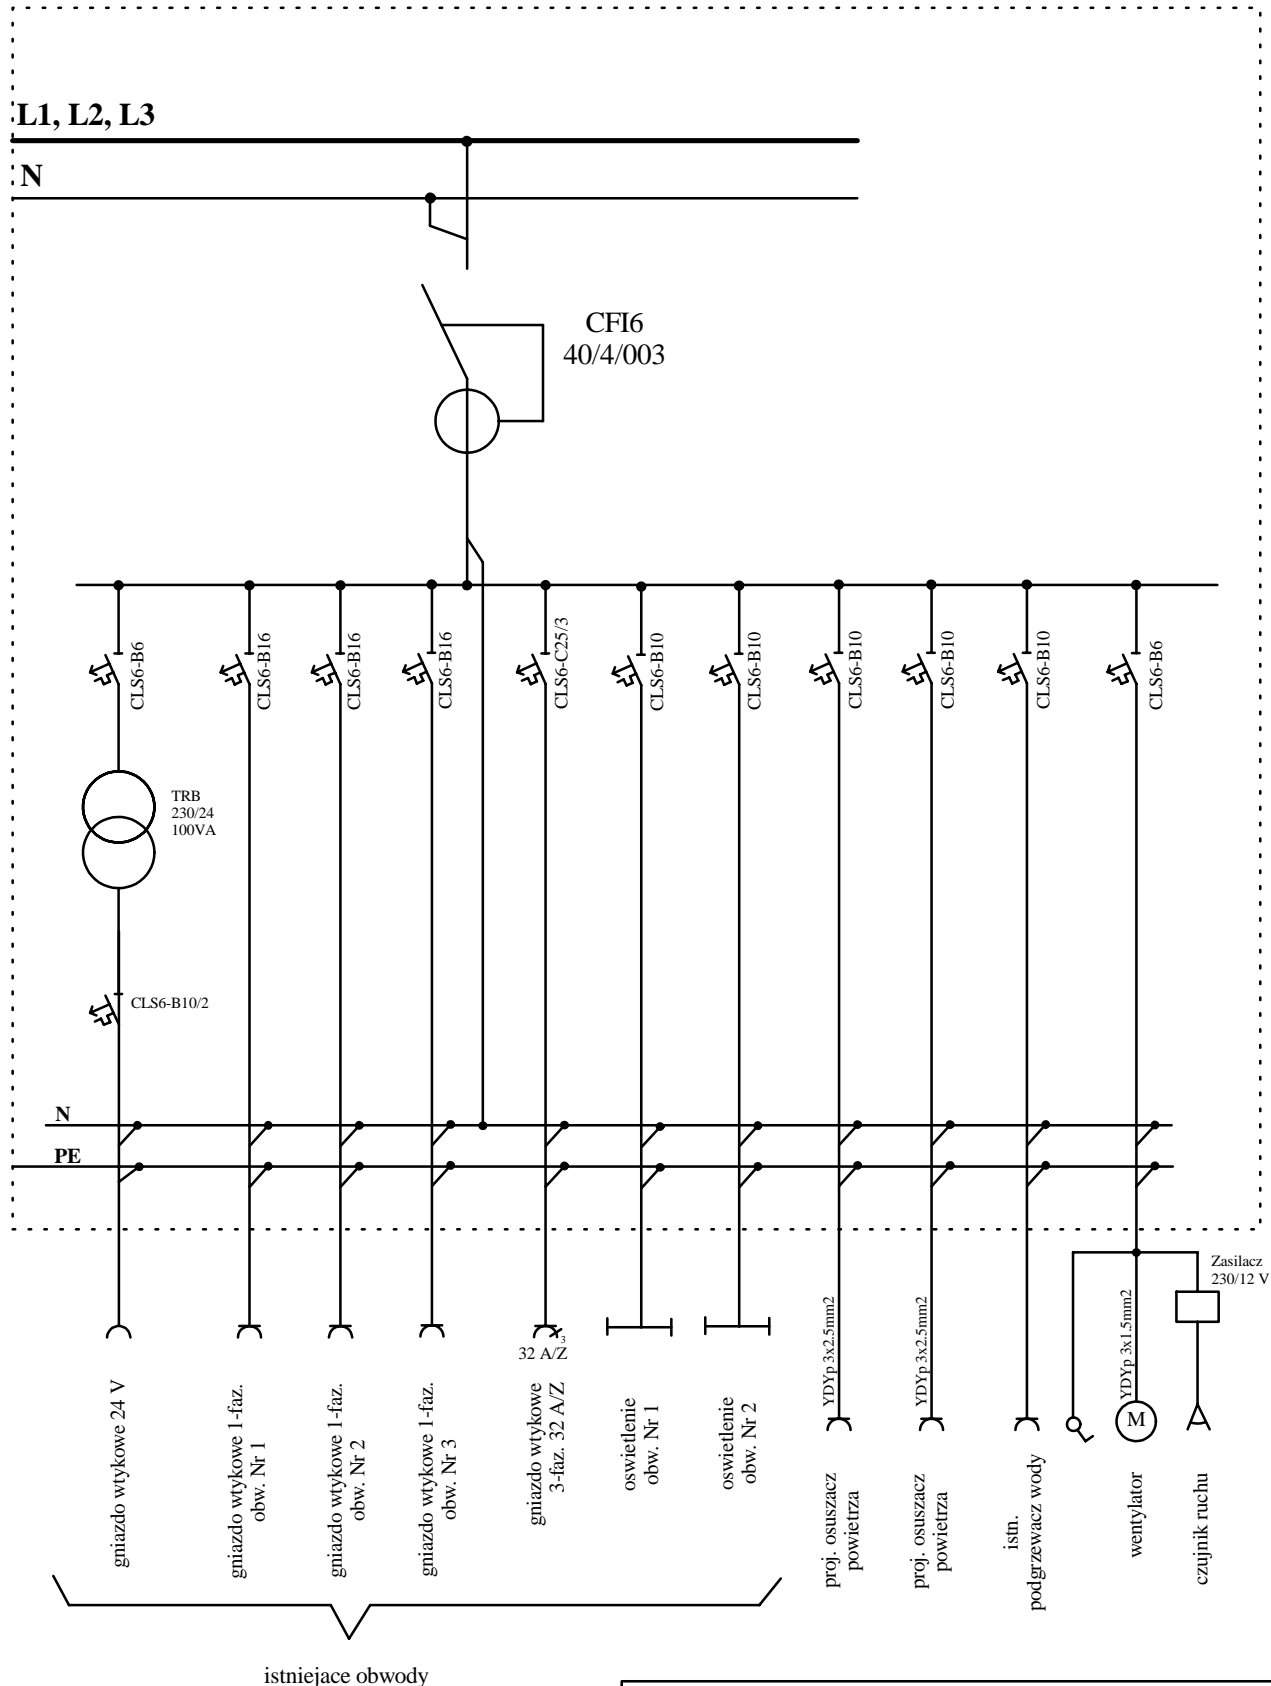 L1, L2, L3
N
CFI6
40/4/003
CLS6-B6
CLS6-B16
CLS6-B16
CLS6-B16
CLS6-C25/3
CLS6-B10
CLS6-B10
CLS6-B10
CLS6-B10
CLS6-B10
CLS6-B6
TRB
230/24
100VA
CLS6-B10/2
N
PE
Zasilacz
230/12 V
YDYp 3x2.5mm2
YDYp 3x2.5mm2
YDYp 3x1.5mm2
3
32 A/Z
M
gniazdo wtykowe 24 V
gniazdo wtykowe 1-faz.
obw. Nr 1
gniazdo wtykowe 1-faz.
obw. Nr 2
gniazdo wtykowe 1-faz.
obw. Nr 3
gniazdo wtykowe
3-faz. 32 A/Z
oswietlenie
obw. Nr 1
oswietlenie
obw. Nr 2
proj. osuszacz
powietrza
proj. osuszacz
powietrza
istn.
podgrzewacz wody
wentylator
czujnik ruchu
istniejace obwody